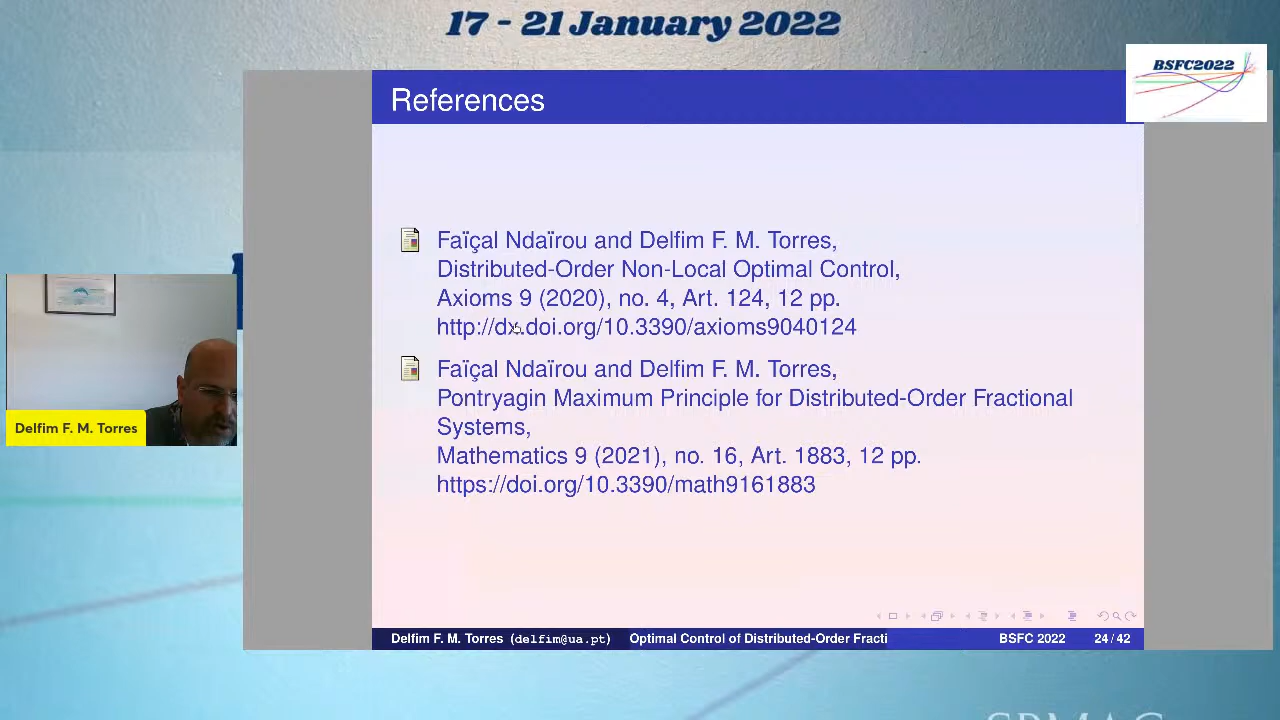 17 - 21 January 2022
BSFC2022
References
Faïçal Ndaïrou and Delfim F. M. Torres,
Distributed-Order Non-Local Optimal Control,
Axioms 9 (2020), no. 4, Art. 124, 12 pp.
http://dx.doi.org/10.3390/axioms9040124
Faïçal Ndaïrou and Delfim F. M. Torres,
Pontryagin Maximum Principle for Distributed-Order Fractional
Systems,
Mathematics 9 (2021), no. 16, Art. 1883, 12 pp.
https://doi.org/10.3390/math9161883
Delfim F. M. Torres
Delfim F. M. Torres (delfim@ua.pt) Optimal Control of Distributed-Order Fracti BSFC 2022 24 / 42